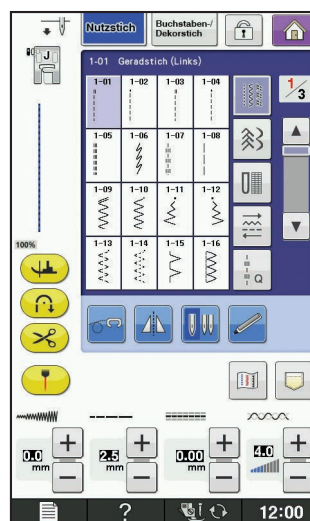 Nutzstich
Buchstaben-/
Dekorstich
J
1-01 Geradstich (Links)
1-01 1-02 1-03 1-04
1/3
1-05 1-06 1-07 1-08
1-09 1-10 1-11 1-12
1-13 1-14 1-15 1-16
100%
Q
0.0 mm
2.5 mm
0.00 mm
4.0
?
12:00